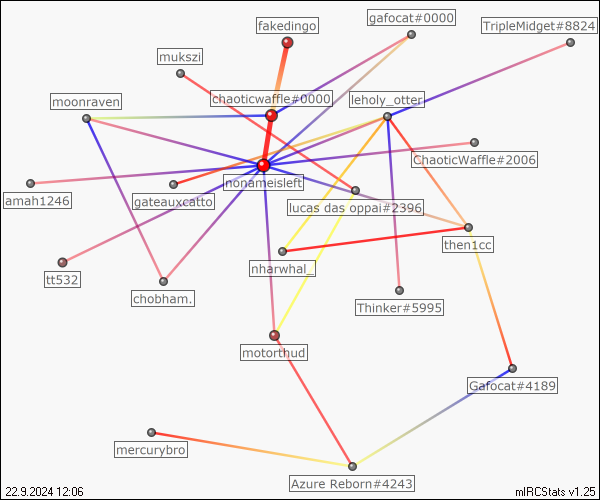 gafocat#0000
fakedingo
TripleMidget#8824
mukszi
moonraven
chaoticwaffle#0000
leholy_otter
ChaoticWaffle#2006
nonameisleft
amah1246
gateauxcatto
lucas das oppai#2396
then1cc
nharwhal_
tt532
chobham.
Thinker#5995
motorthud
Gafocat#4189
mercurybro
Azure Reborn#4243
22.9.2024 12:06
mIRCStats v1.25